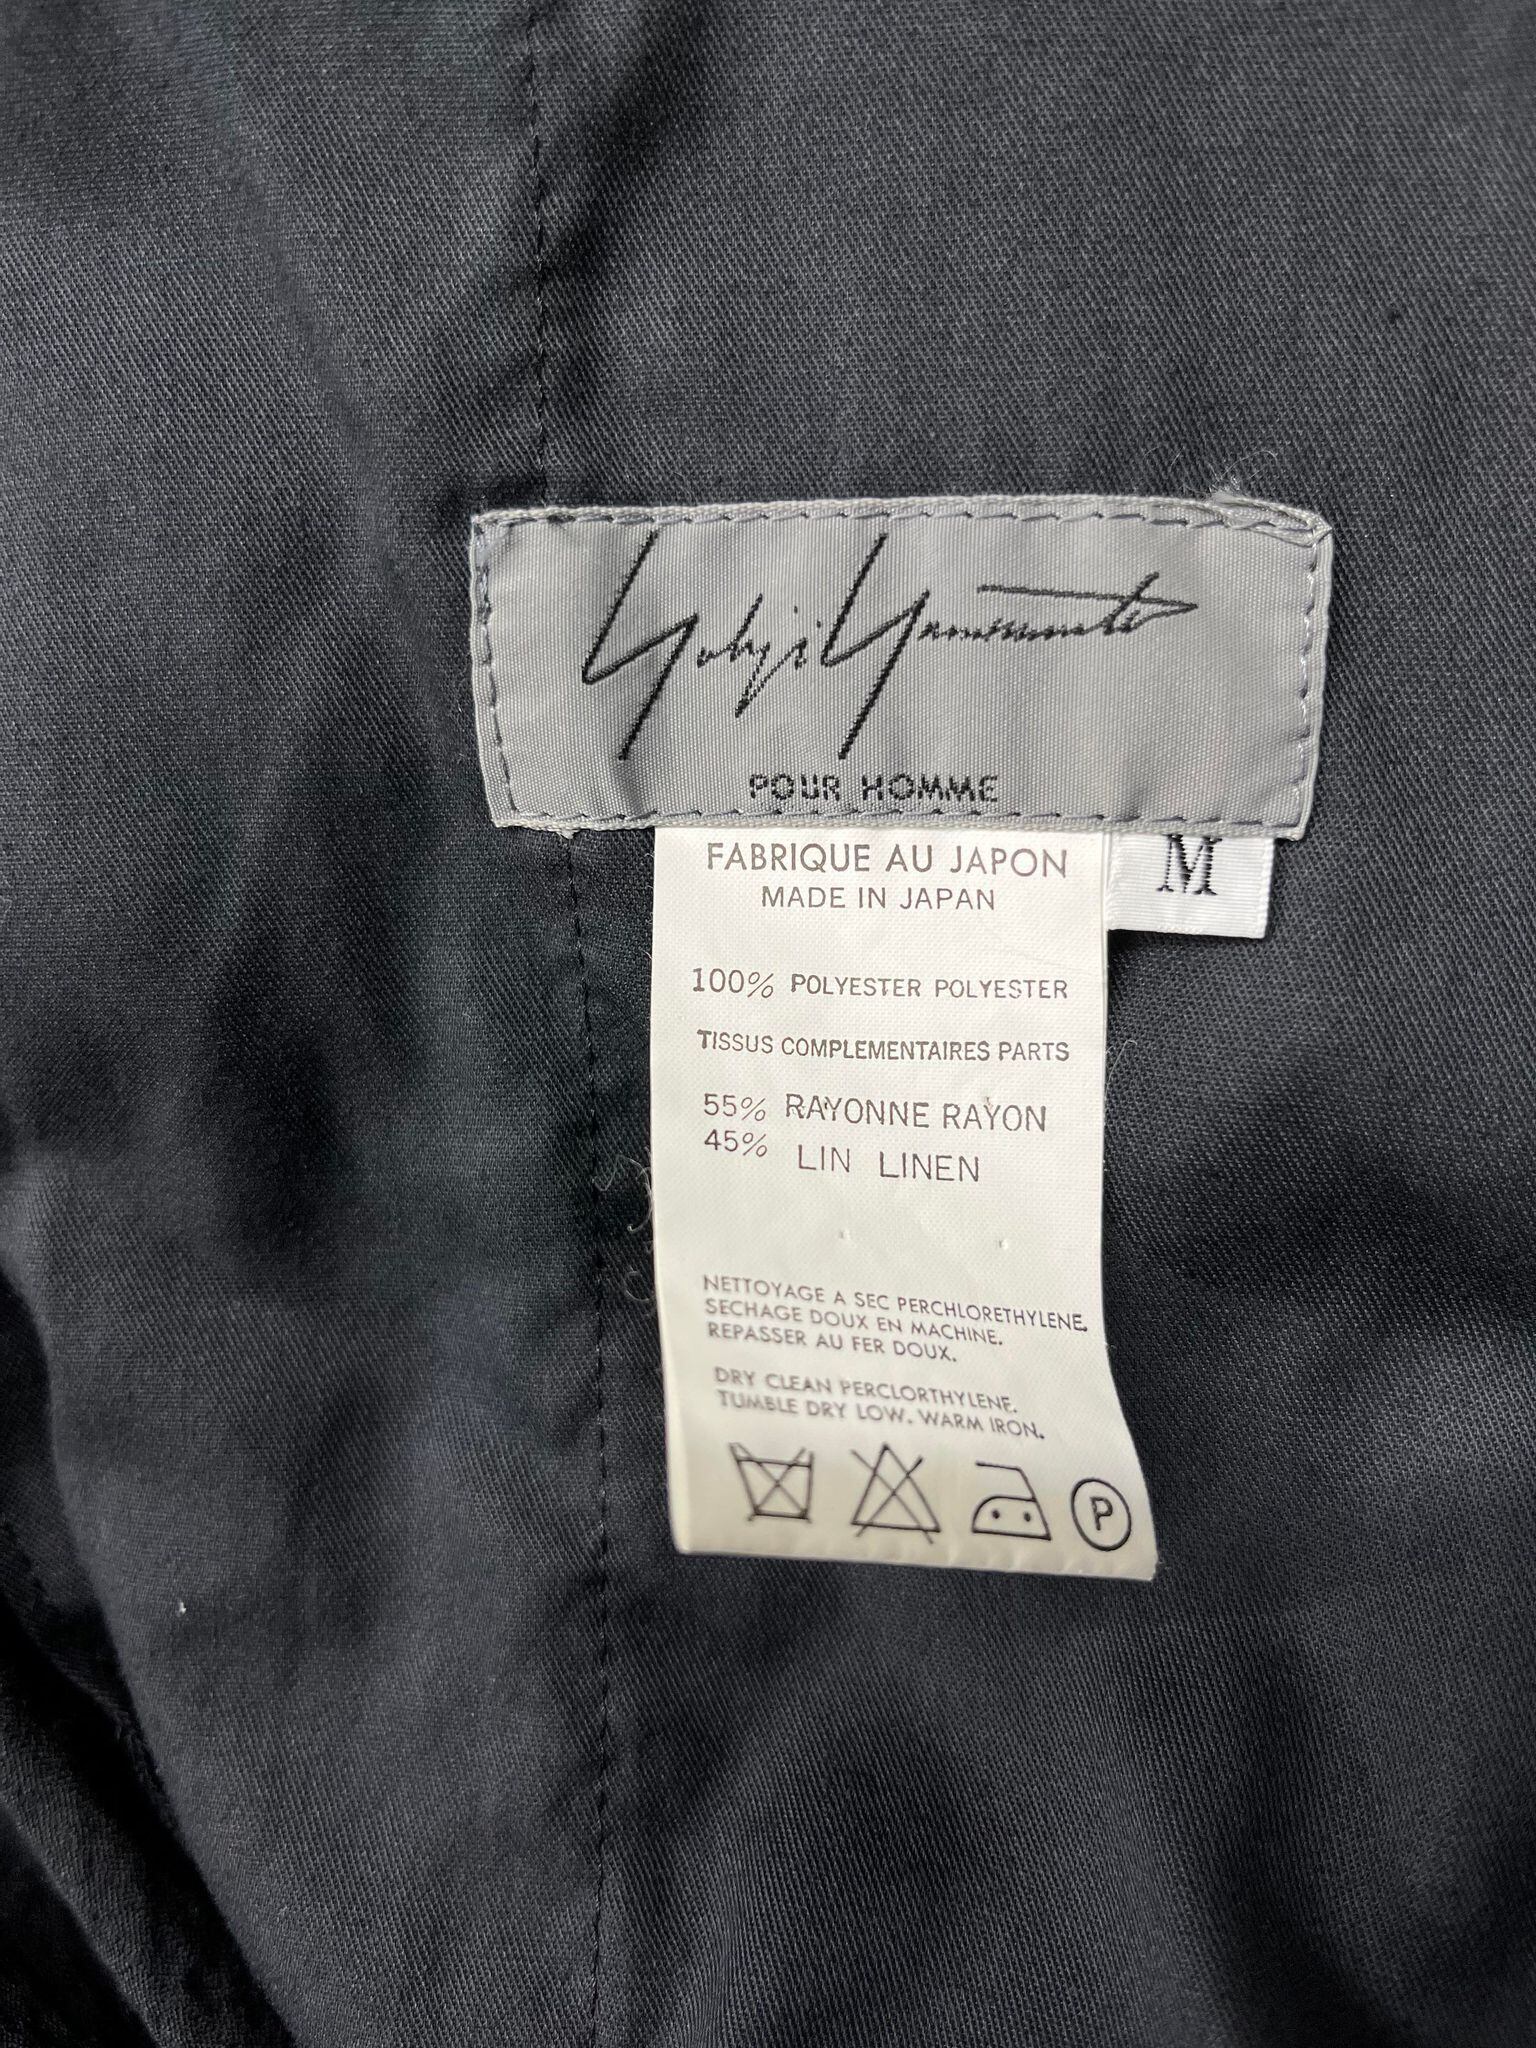 Yohji Yamamoto
POUR HOMME
M
FABRIQUE AU JAPON
MADE IN JAPAN
100% POLYESTER POLYESTER
TISSUS COMPLEMENTAIRES PARTS
55% RAYONNE RAYON
45% LIN LINEN
NETTOYAGE A SEC PERCHLORETHYLENE.
SECHAGE DOUX EN MACHINE.
REPASSER AU FER DOUX.
DRY CLEAN PERCLORTHYLENE.
TUMBLE DRY LOW. WARM IRON.
P